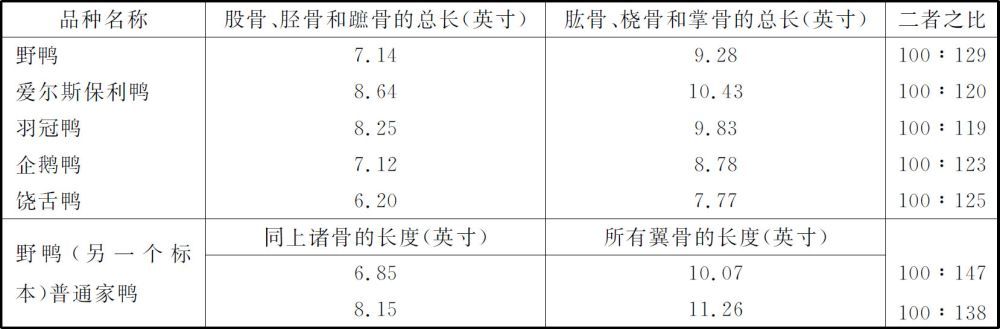 品种名称 股骨、胫骨和蹠骨的总长(英寸) 肱骨、桡骨和掌骨的总长(英寸) 二者之比
野鸭 7.14 9.28 100∶129
爱尔斯保利鸭 8.64 10.43 100∶120
羽冠鸭 8.25 9.83 100∶119
企鹅鸭 7.12 8.78 100∶123
饶舌鸭 6.20 7.77 100∶125
同上诸骨的长度(英寸) 所有翼骨的长度(英寸)
野鸭(另一个标 6.85 10.07 100∶147
本)普通家鸭 8.15 11.26 100∶138